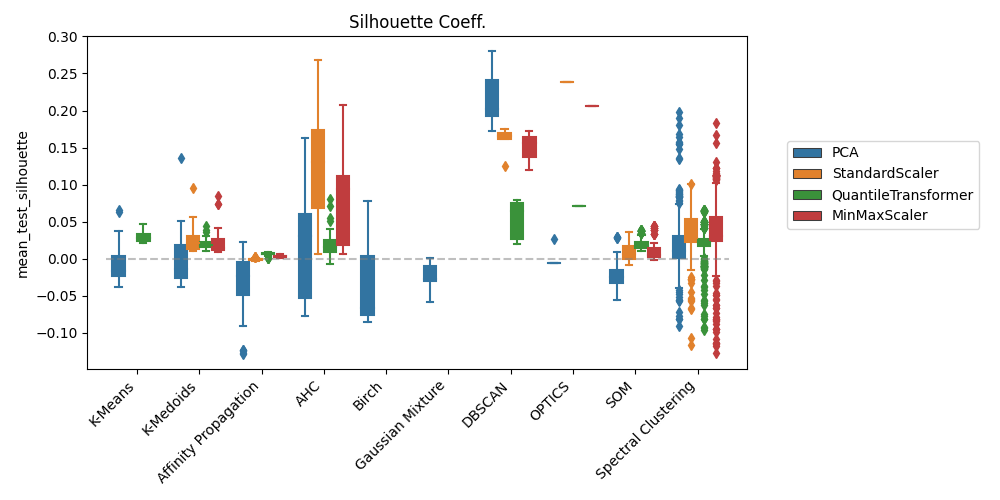 Silhouette Coeff.
mean_test_silhouette
0.30
0.25
0.20
0.15
0.10
0.05
0.00
−0.05
−0.10
K-Means
K-Medoids
Affinity Propagation
AHC
Birch
Gaussian Mixture
DBSCAN
OPTICS
SOM
Spectral Clustering
PCA
StandardScaler
QuantileTransformer
MinMaxScaler